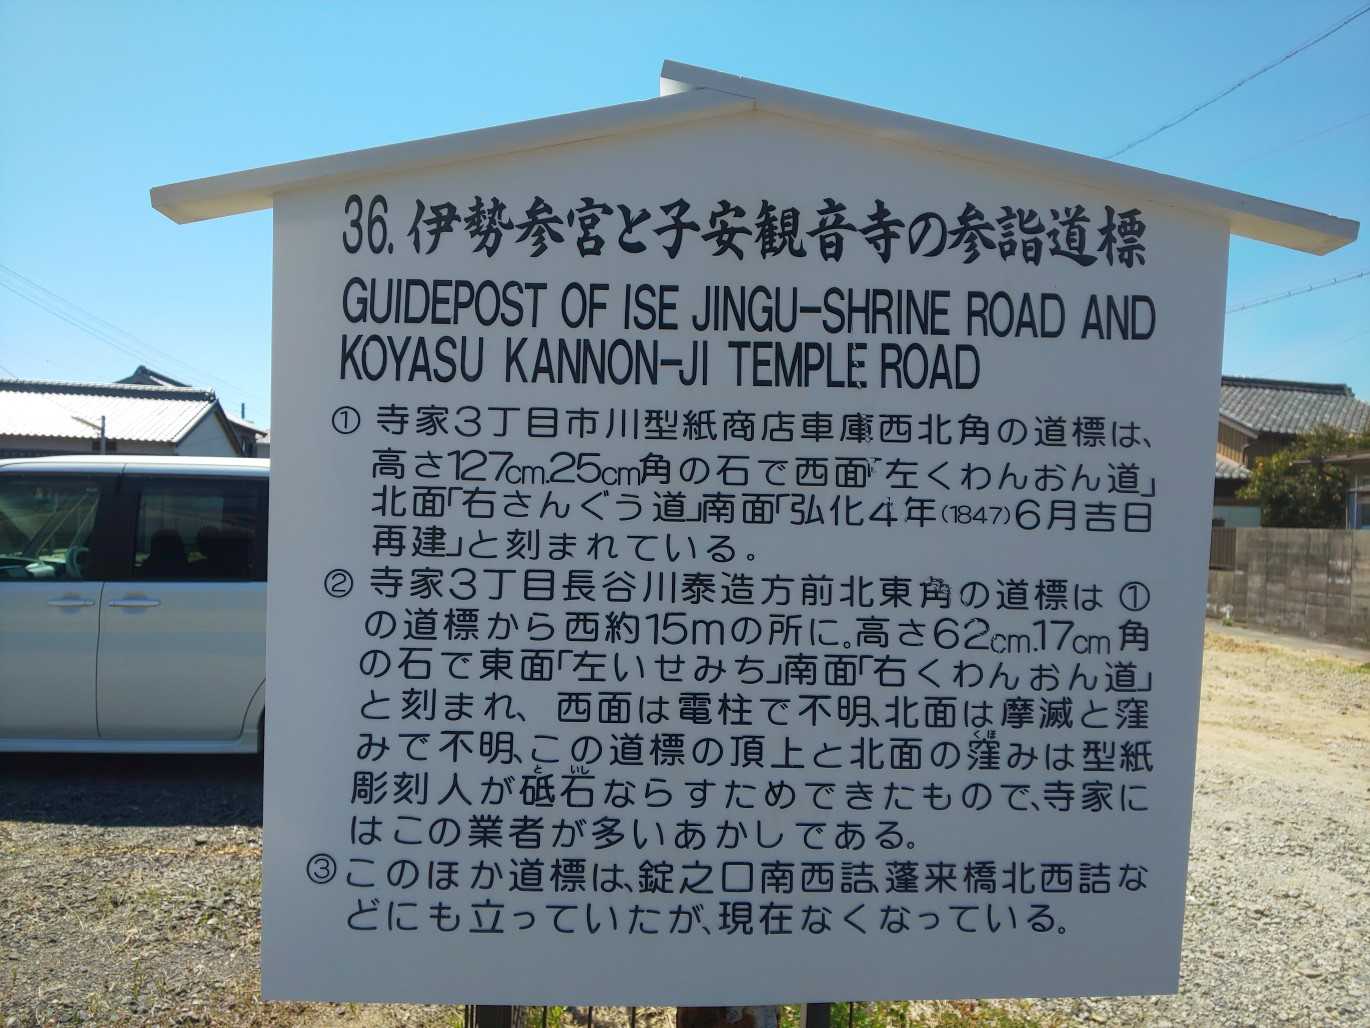 36. 伊勢参宮と子安観音寺の参詣道標
GUIDEPOST OF ISE JINGU-SHRINE ROAD AND
KOYASU KANNON-JI TEMPLE ROAD
① 寺家3丁目市川型紙商店車庫西北角の道標は、
高さ127cm.25cm角の石で西面「左くわんおん道」
北面「右さんぐう道」南面「弘化4年(1847)6月吉日
再建」と刻まれている。
② 寺家3丁目長谷川泰造方前北東角の道標は ①
の道標から西約15mの所に。高さ62cm.17cm角
の石で東面「左いせみち」南面「右くわんおん道」
と刻まれ、西面は電柱で不明、北面は摩滅と窪
みで不明、この道標の頂上と北面の窪みは型紙
彫刻人が砥石ならすためできたもので、寺家に
はこの業者が多いあかしである。
③ このほか道標は、錠之口南西詰、蓬来橋北西詰な
どにも立っていたが、現在なくなっている。